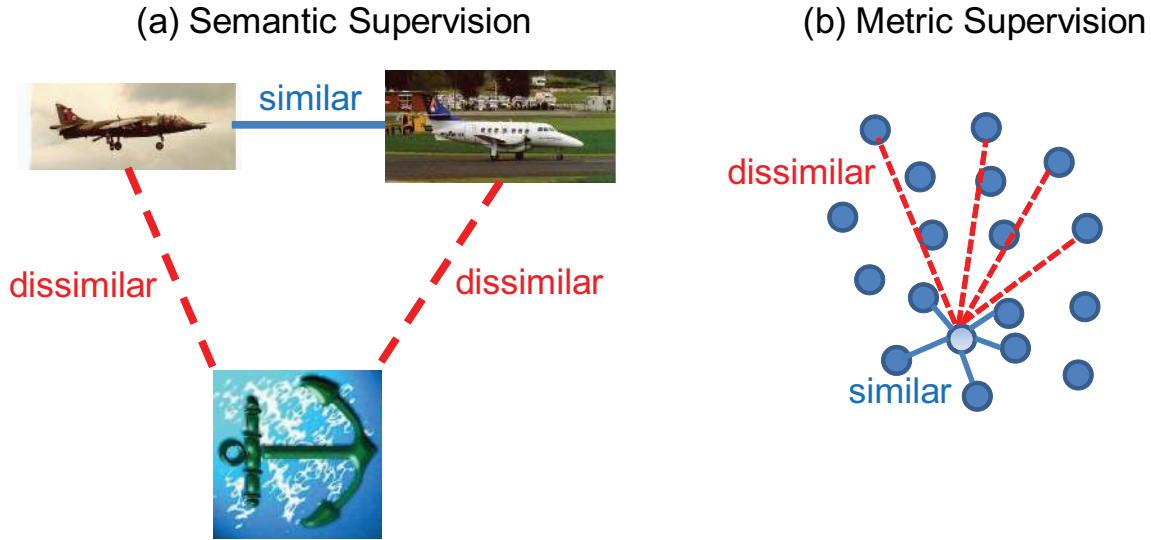 (a) Semantic Supervision
(b) Metric Supervision
similar
dissimilar
dissimilar
dissimilar
similar